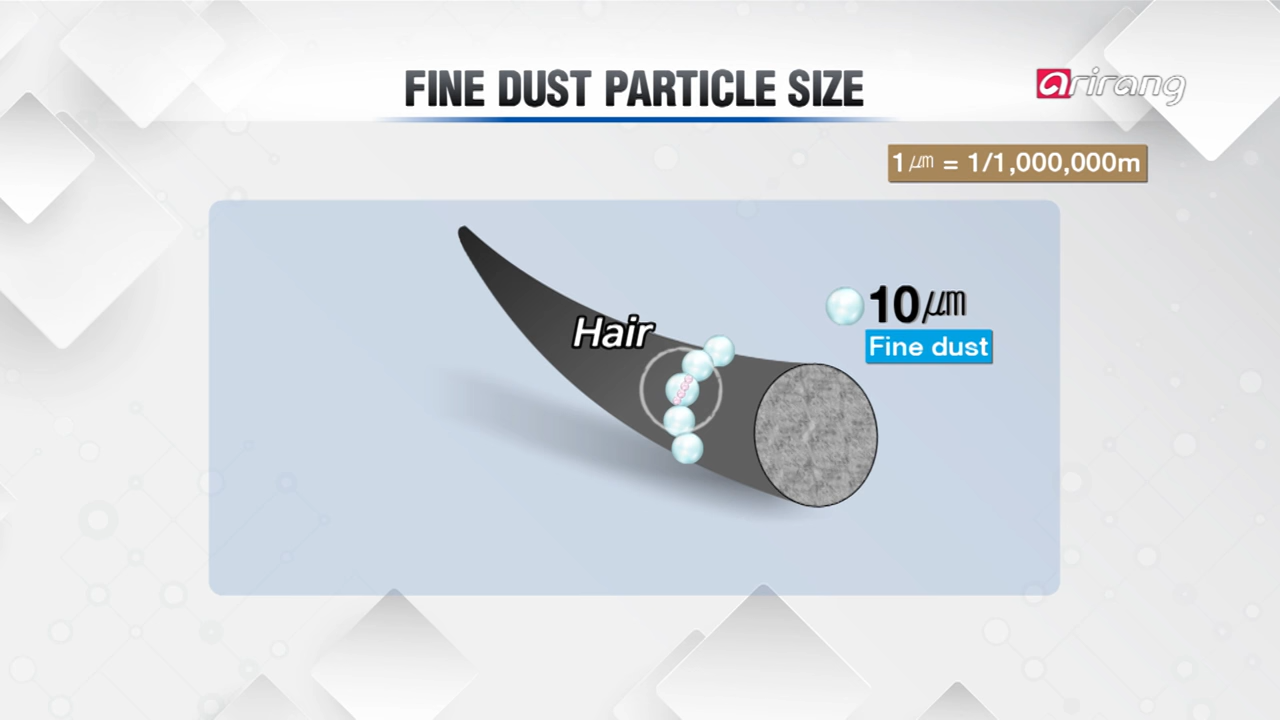 FINE DUST PARTICLE SIZE
arirang
1㎛ = 1/1,000,000m
Hair
10㎛
Fine dust